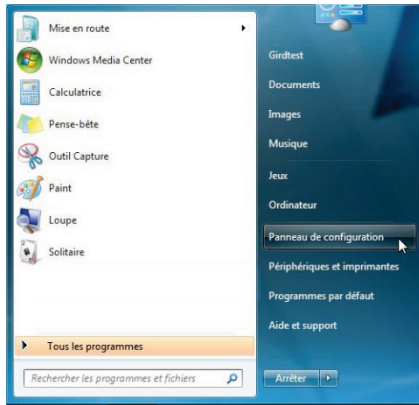 Mise en route
Windows Media Center
Calculatrice
Pense-bête
Outil Capture
Paint
Loupe
Solitaire
Tous les programmes
Rechercher les programmes et fichiers
Girdtest
Documents
Images
Musique
Jeux
Ordinateur
Panneau de configuration
Périphériques et imprimantes
Programmes par défaut
Aide et support
Arrêter